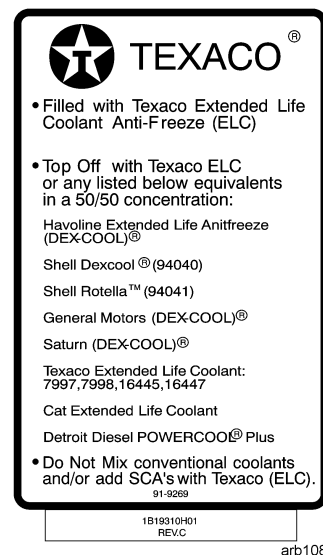 TEXACO ®
• Filled with Texaco Extended Life
Coolant Anti-Freeze (ELC)
• Top Off with Texaco ELC
or any listed below equivalents
in a 50/50 concentration:
Havoline Extended Life Anitfreeze
(DEX-COOL)®
Shell Dexcool ® (94040)
Shell Rotella™ (94041)
General Motors (DEX-COOL)®
Saturn (DEX-COOL)®
Texaco Extended Life Coolant:
7997,7998,16445,16447
Cat Extended Life Coolant
Detroit Diesel POWERCOOL® Plus
• Do Not Mix conventional coolants
and/or add SCA's with Texaco (ELC).
91-9269
1B19310H01
REV.C
arb108